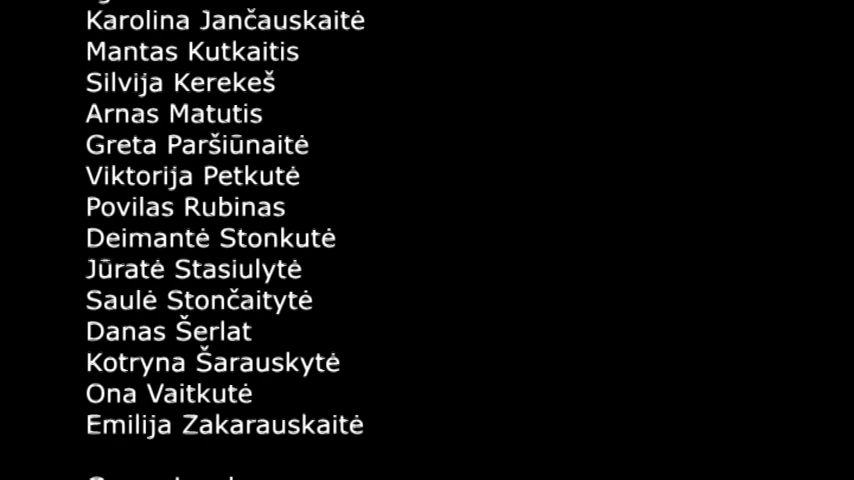 Karolina Jančauskaitė
Mantas Kutkaitis
Silvija Kerekeš
Arnas Matutis
Greta Paršiūnaitė
Viktorija Petkutė
Povilas Rubinas
Deimantė Stonkutė
Jūratė Stasiulytė
Saulė Stončaitytė
Danas Šerlat
Kotryna Šarauskytė
Ona Vaitkutė
Emilija Zakarauskaitė